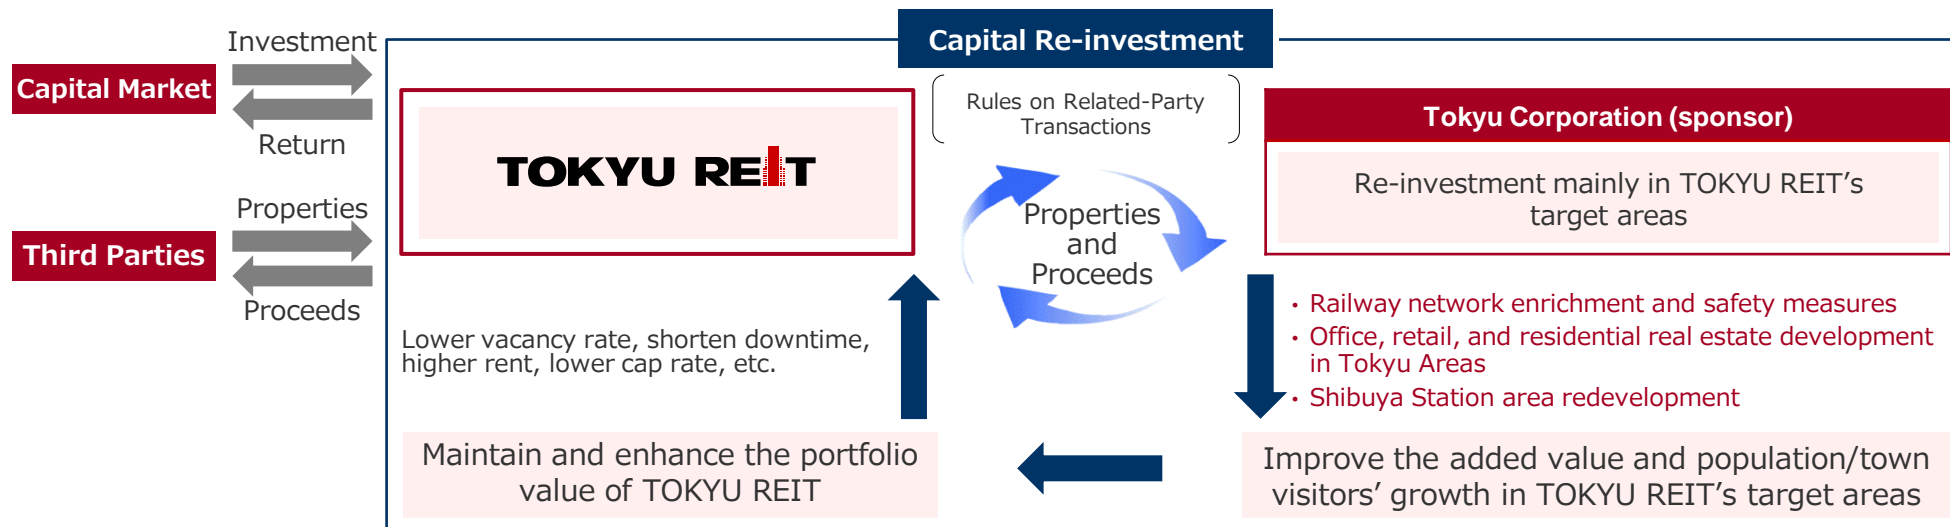 Capital Re-investment
Investment
Capital Market
Return
Properties
Third Parties
Proceeds
TOKYU REIT
Rules on Related-Party
Transactions
Properties
and
Proceeds
Tokyu Corporation (sponsor)
Re-investment mainly in TOKYU REIT’s
target areas
・Railway network enrichment and safety measures
・Office, retail, and residential real estate development
in Tokyu Areas
・Shibuya Station area redevelopment
Lower vacancy rate, shorten downtime,
higher rent, lower cap rate, etc.
Maintain and enhance the portfolio
value of TOKYU REIT
Improve the added value and population/town
visitors’ growth in TOKYU REIT’s target areas